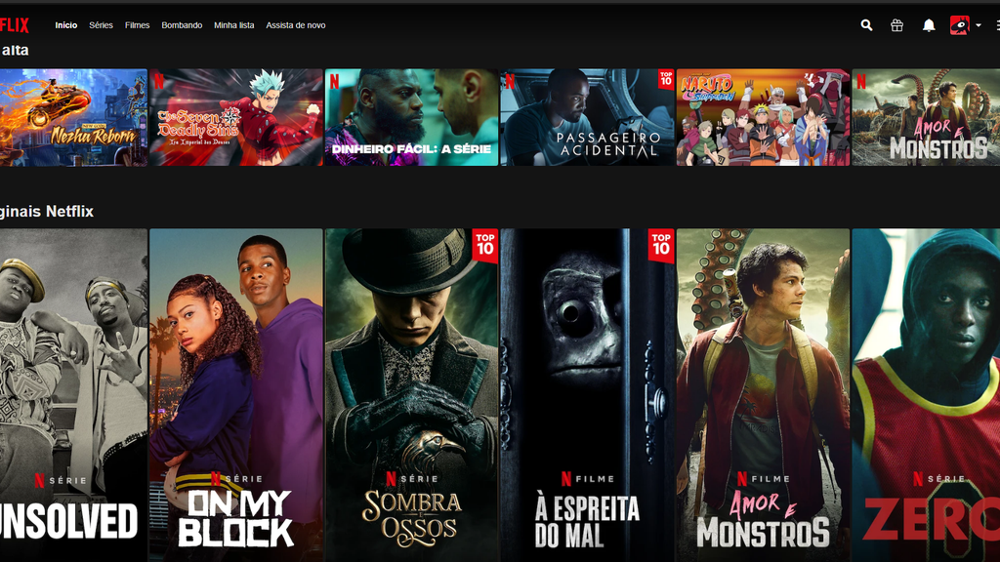 FLIX
Início
Séries
Filmes
Bombando
Minha lista
Assista de novo
alta
N
NEW GODS
Nezha Reborn
N
The Seven
Deadly Sins
Ira Imperial dos Deuses
N
DINHEIRO FÁCIL: A SÉRIE
N
TOP
10
PASSAGEIRO
ACIDENTAL
NARUTO
SHIPPUDEN
N
AMOR E
MONSTROS
ginais Netflix
N SÉRIE
UNSOLVED
N SÉRIE
ON MY
BLOCK
TOP
10
N SÉRIE
SOMBRA
E
OSSOS
TOP
10
N FILME
À ESPREITA
DO MAL
N FILME
AMOR E
MONSTROS
N SÉRIE
ZERO